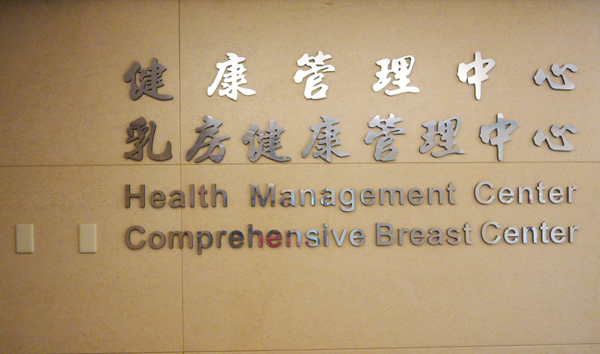 健康管理中心
乳房健康管理中心
Health Management Center
Comprehensive Breast Center